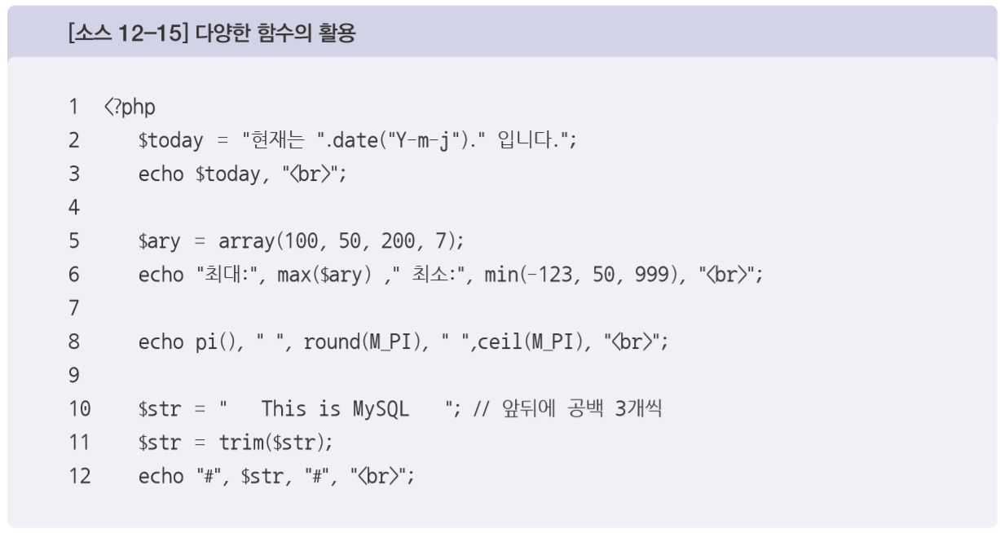 [소스 12-15] 다양한 함수의 활용
1 <?php
2 $today = "현재는 ".date("Y-m-j")." 입니다.";
3 echo $today, "<br>";
4
5 $ary = array(100, 50, 200, 7);
6 echo "최대:", max($ary) ," 최소:", min(-123, 50, 999), "<br>";
7
8 echo pi(), " ", round(M_PI), " ",ceil(M_PI), "<br>";
9
10 $str = "   This is MySQL   "; // 앞뒤에 공백 3개씩
11 $str = trim($str);
12 echo "#", $str, "#", "<br>";